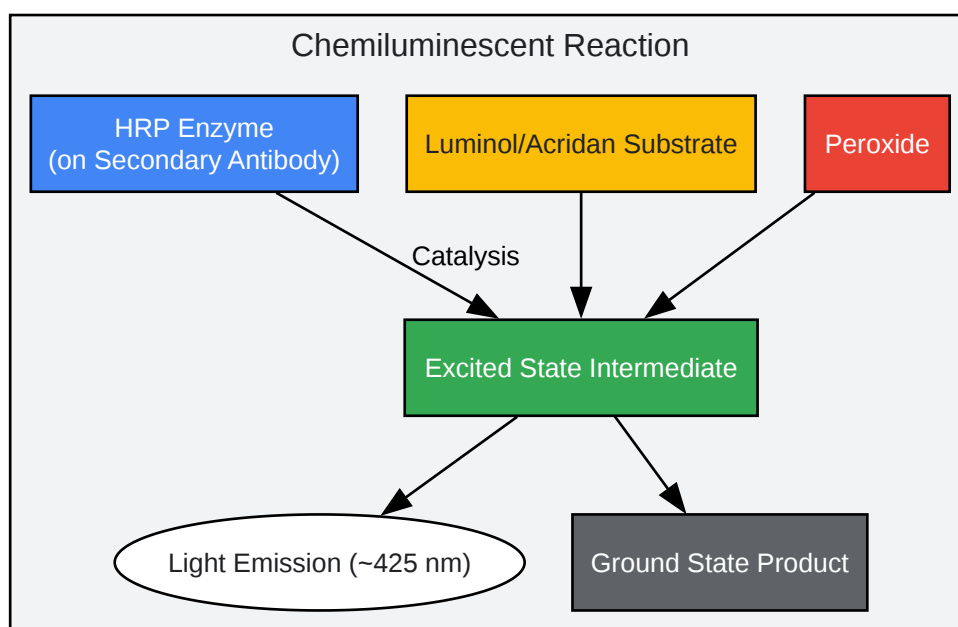 Chemiluminescent Reaction
HRP Enzyme
(on Secondary Antibody)
Luminol/Acridan Substrate
Peroxide
Catalysis
Excited State Intermediate
Light Emission (~425 nm)
Ground State Product